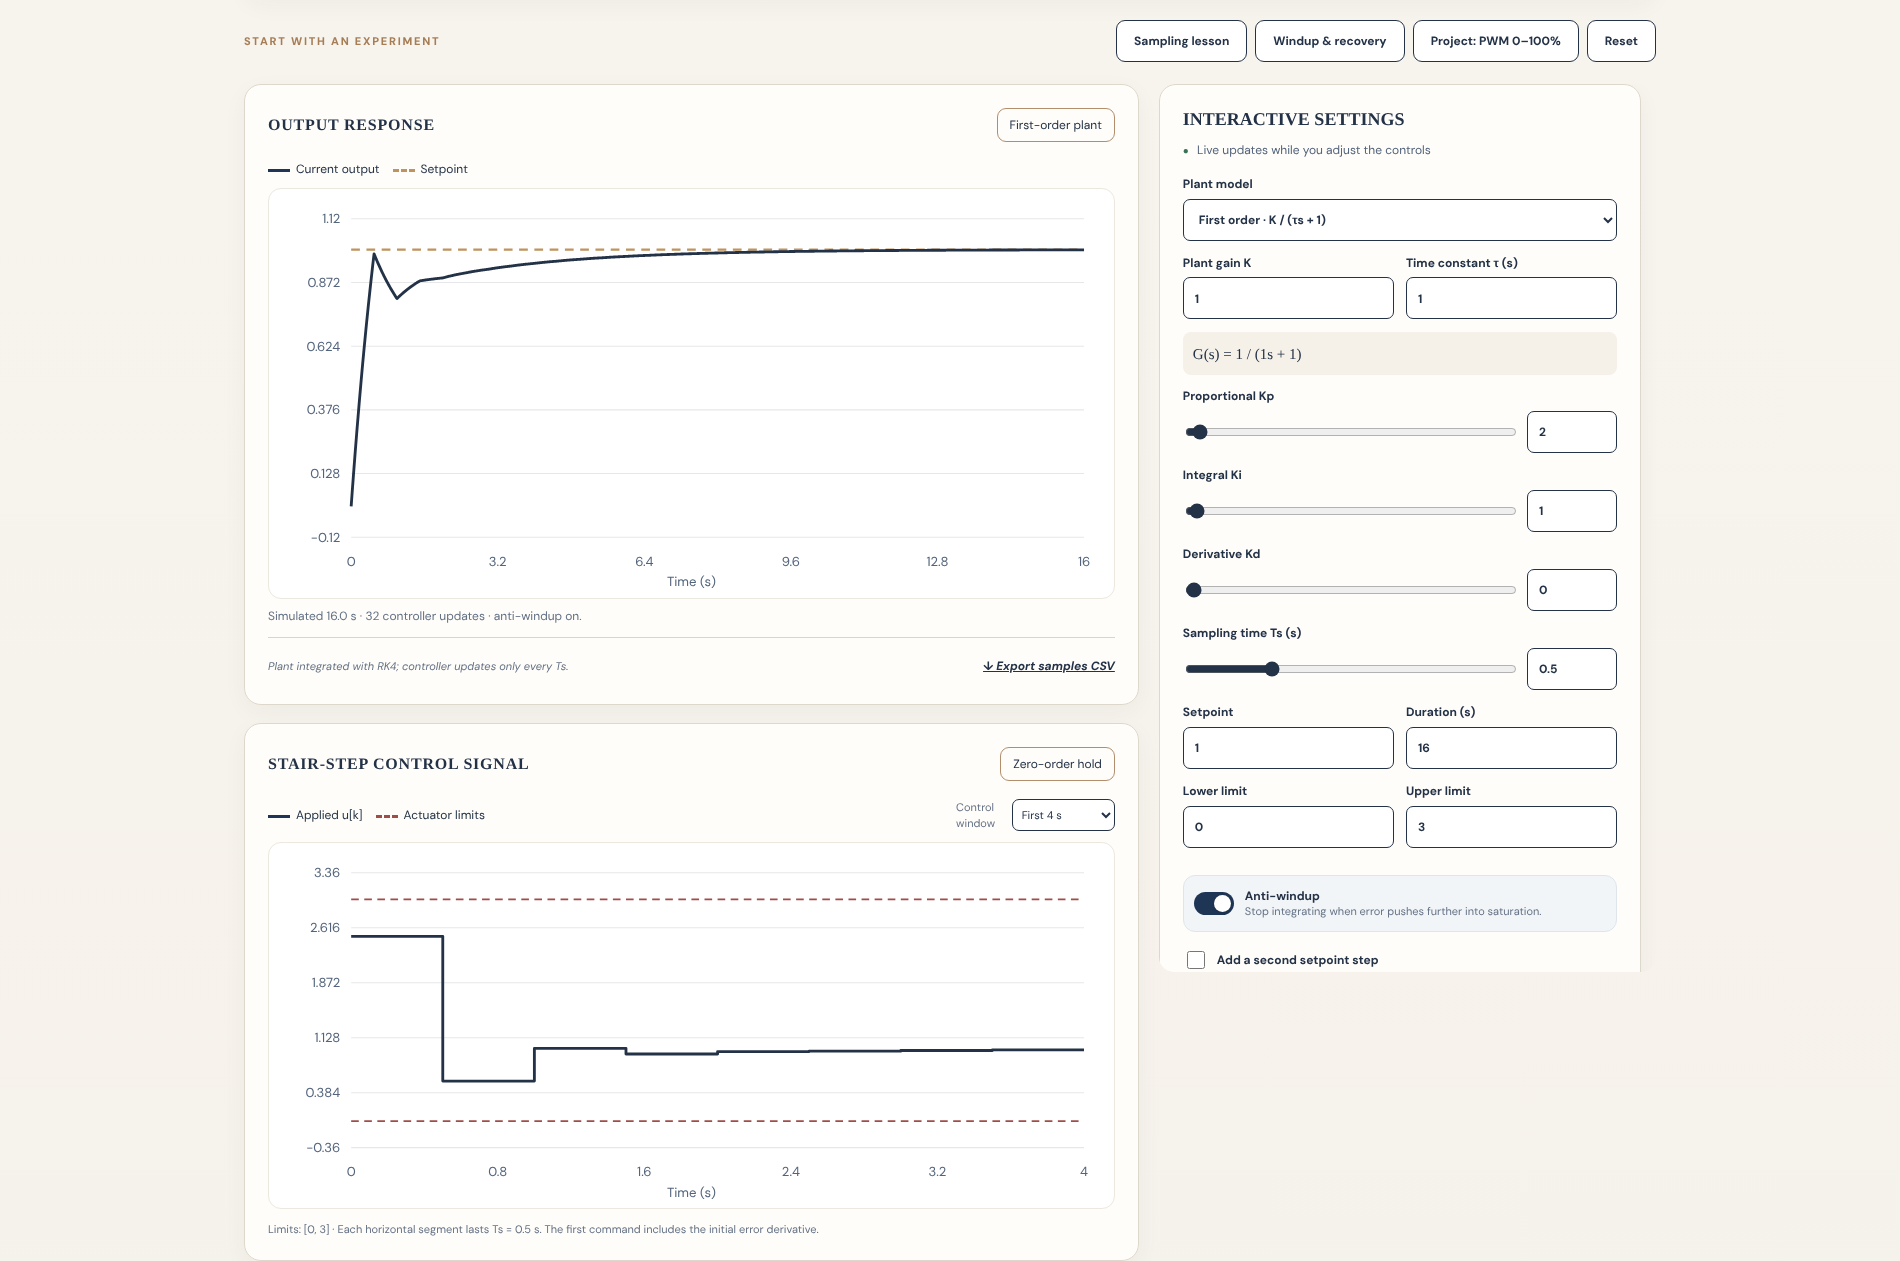 START WITH AN EXPERIMENT
Sampling lesson
Windup & recovery
Project: PWM 0–100%
Reset
OUTPUT RESPONSE
First-order plant
Current output
Setpoint
1.12
0.872
0.624
0.376
0.128
-0.12
0 3.2 6.4 9.6 12.8 16
Time (s)
Simulated 16.0 s · 32 controller updates · anti-windup on.
Plant integrated with RK4; controller updates only every Ts.
↓ Export samples CSV
STAIR-STEP CONTROL SIGNAL
Zero-order hold
Applied u[k]
Actuator limits
Control
window
First 4 s
3.36
2.616
1.872
1.128
0.384
-0.36
0 0.8 1.6 2.4 3.2 4
Time (s)
Limits: [0, 3] · Each horizontal segment lasts Ts = 0.5 s. The first command includes the initial error derivative.
INTERACTIVE SETTINGS
• Live updates while you adjust the controls
Plant model
First order · K / (τs + 1)
Plant gain K Time constant τ (s)
1 1
G(s) = 1 / (1s + 1)
Proportional Kp
2
Integral Ki
1
Derivative Kd
0
Sampling time Ts (s)
0.5
Setpoint Duration (s)
1 16
Lower limit Upper limit
0 3
Anti-windup
Stop integrating when error pushes further into saturation.
Add a second setpoint step